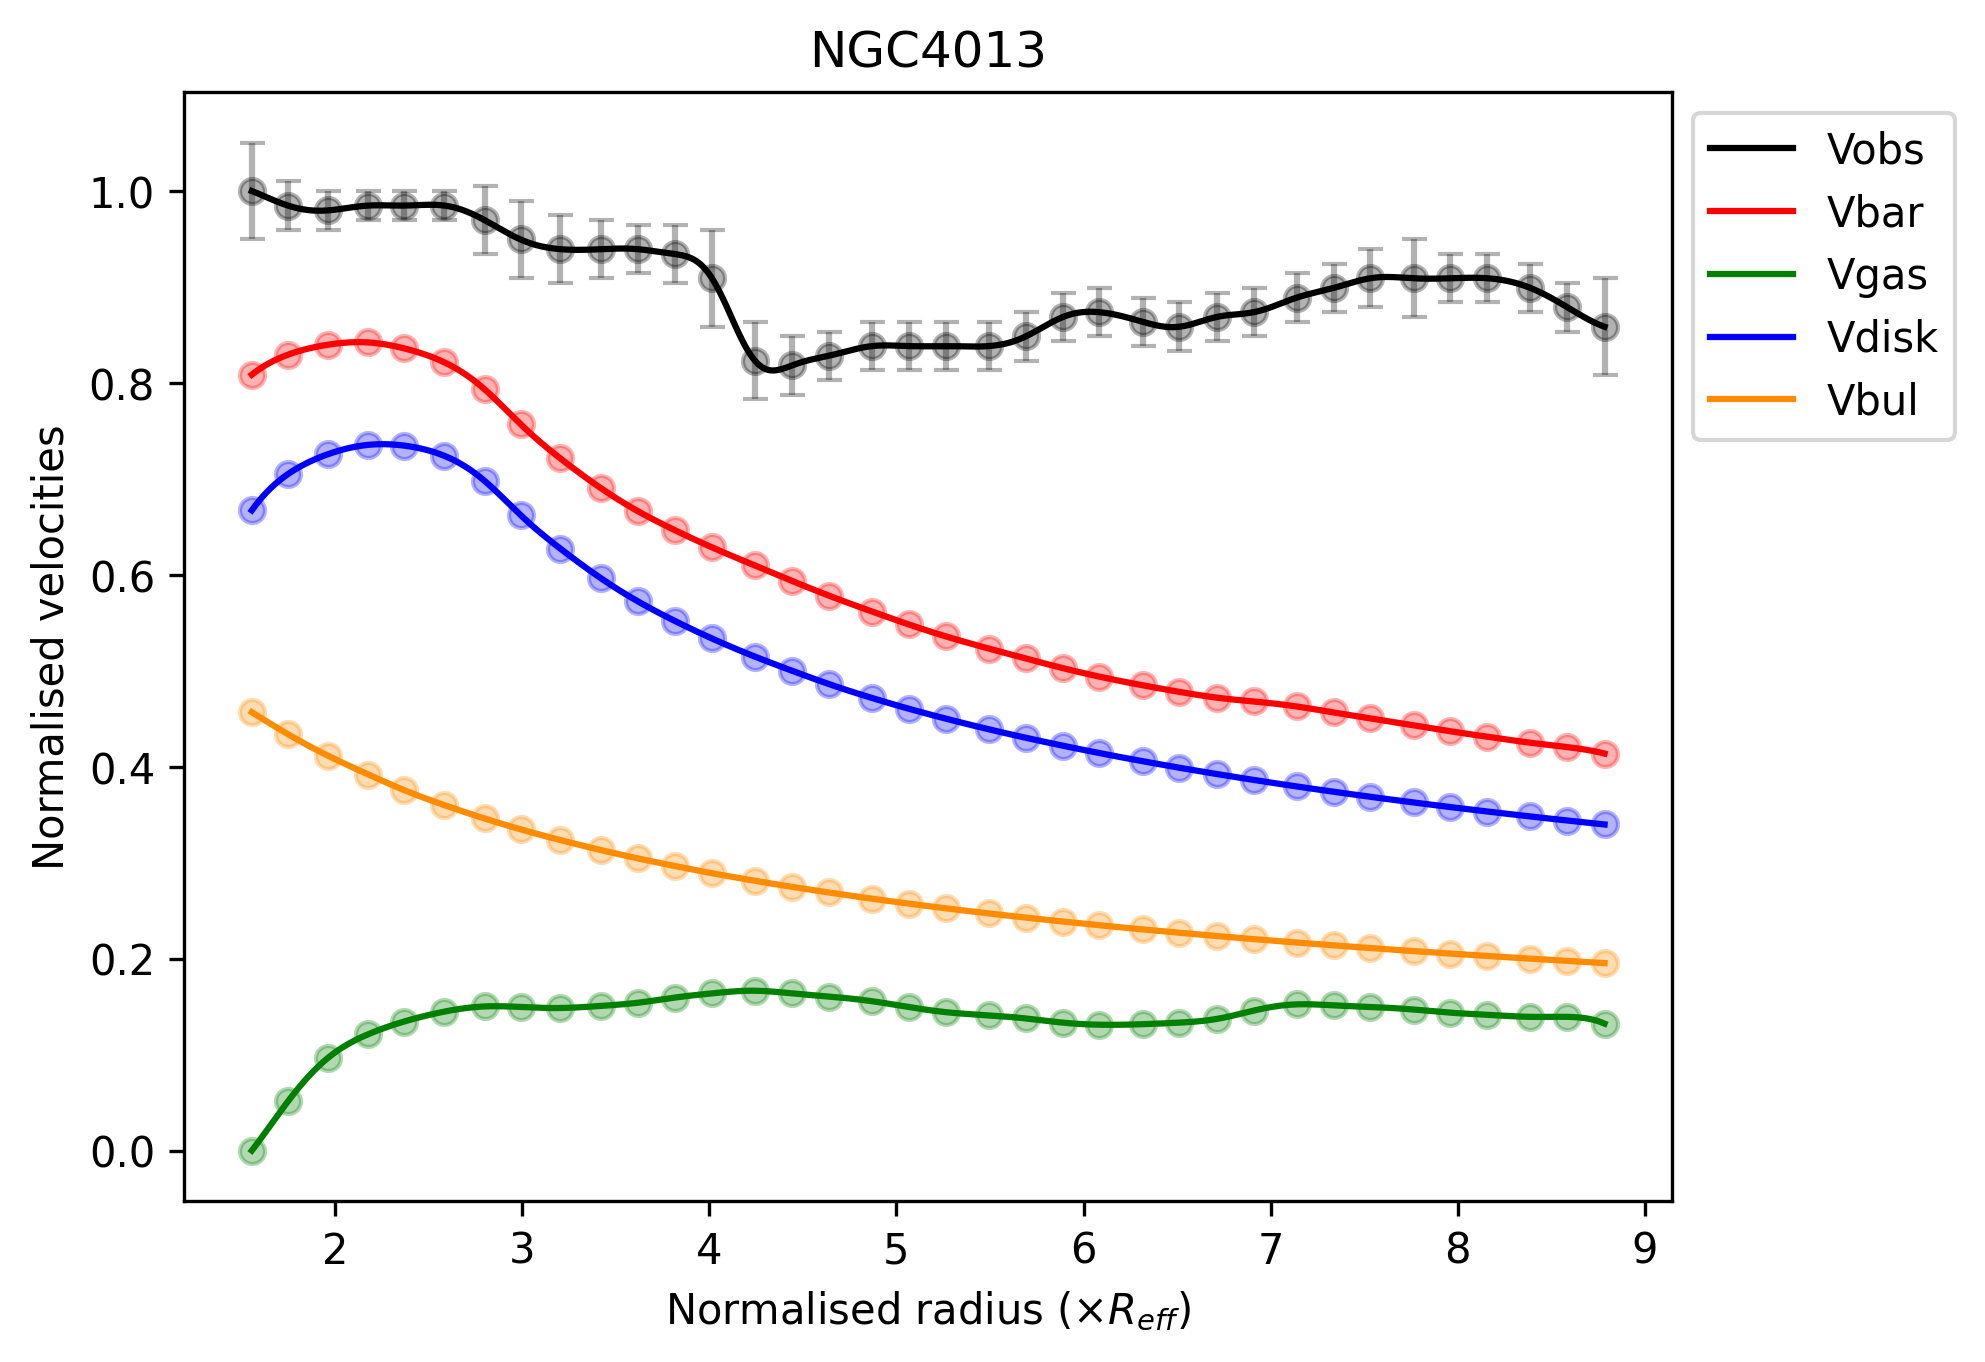 NGC4013
Vobs
Vbar
Vgas
Vdisk
Vbul
Normalised velocities
1.0
0.8
0.6
0.4
0.2
0.0
2 3 4 5 6 7 8 9
Normalised radius (×R_eff)